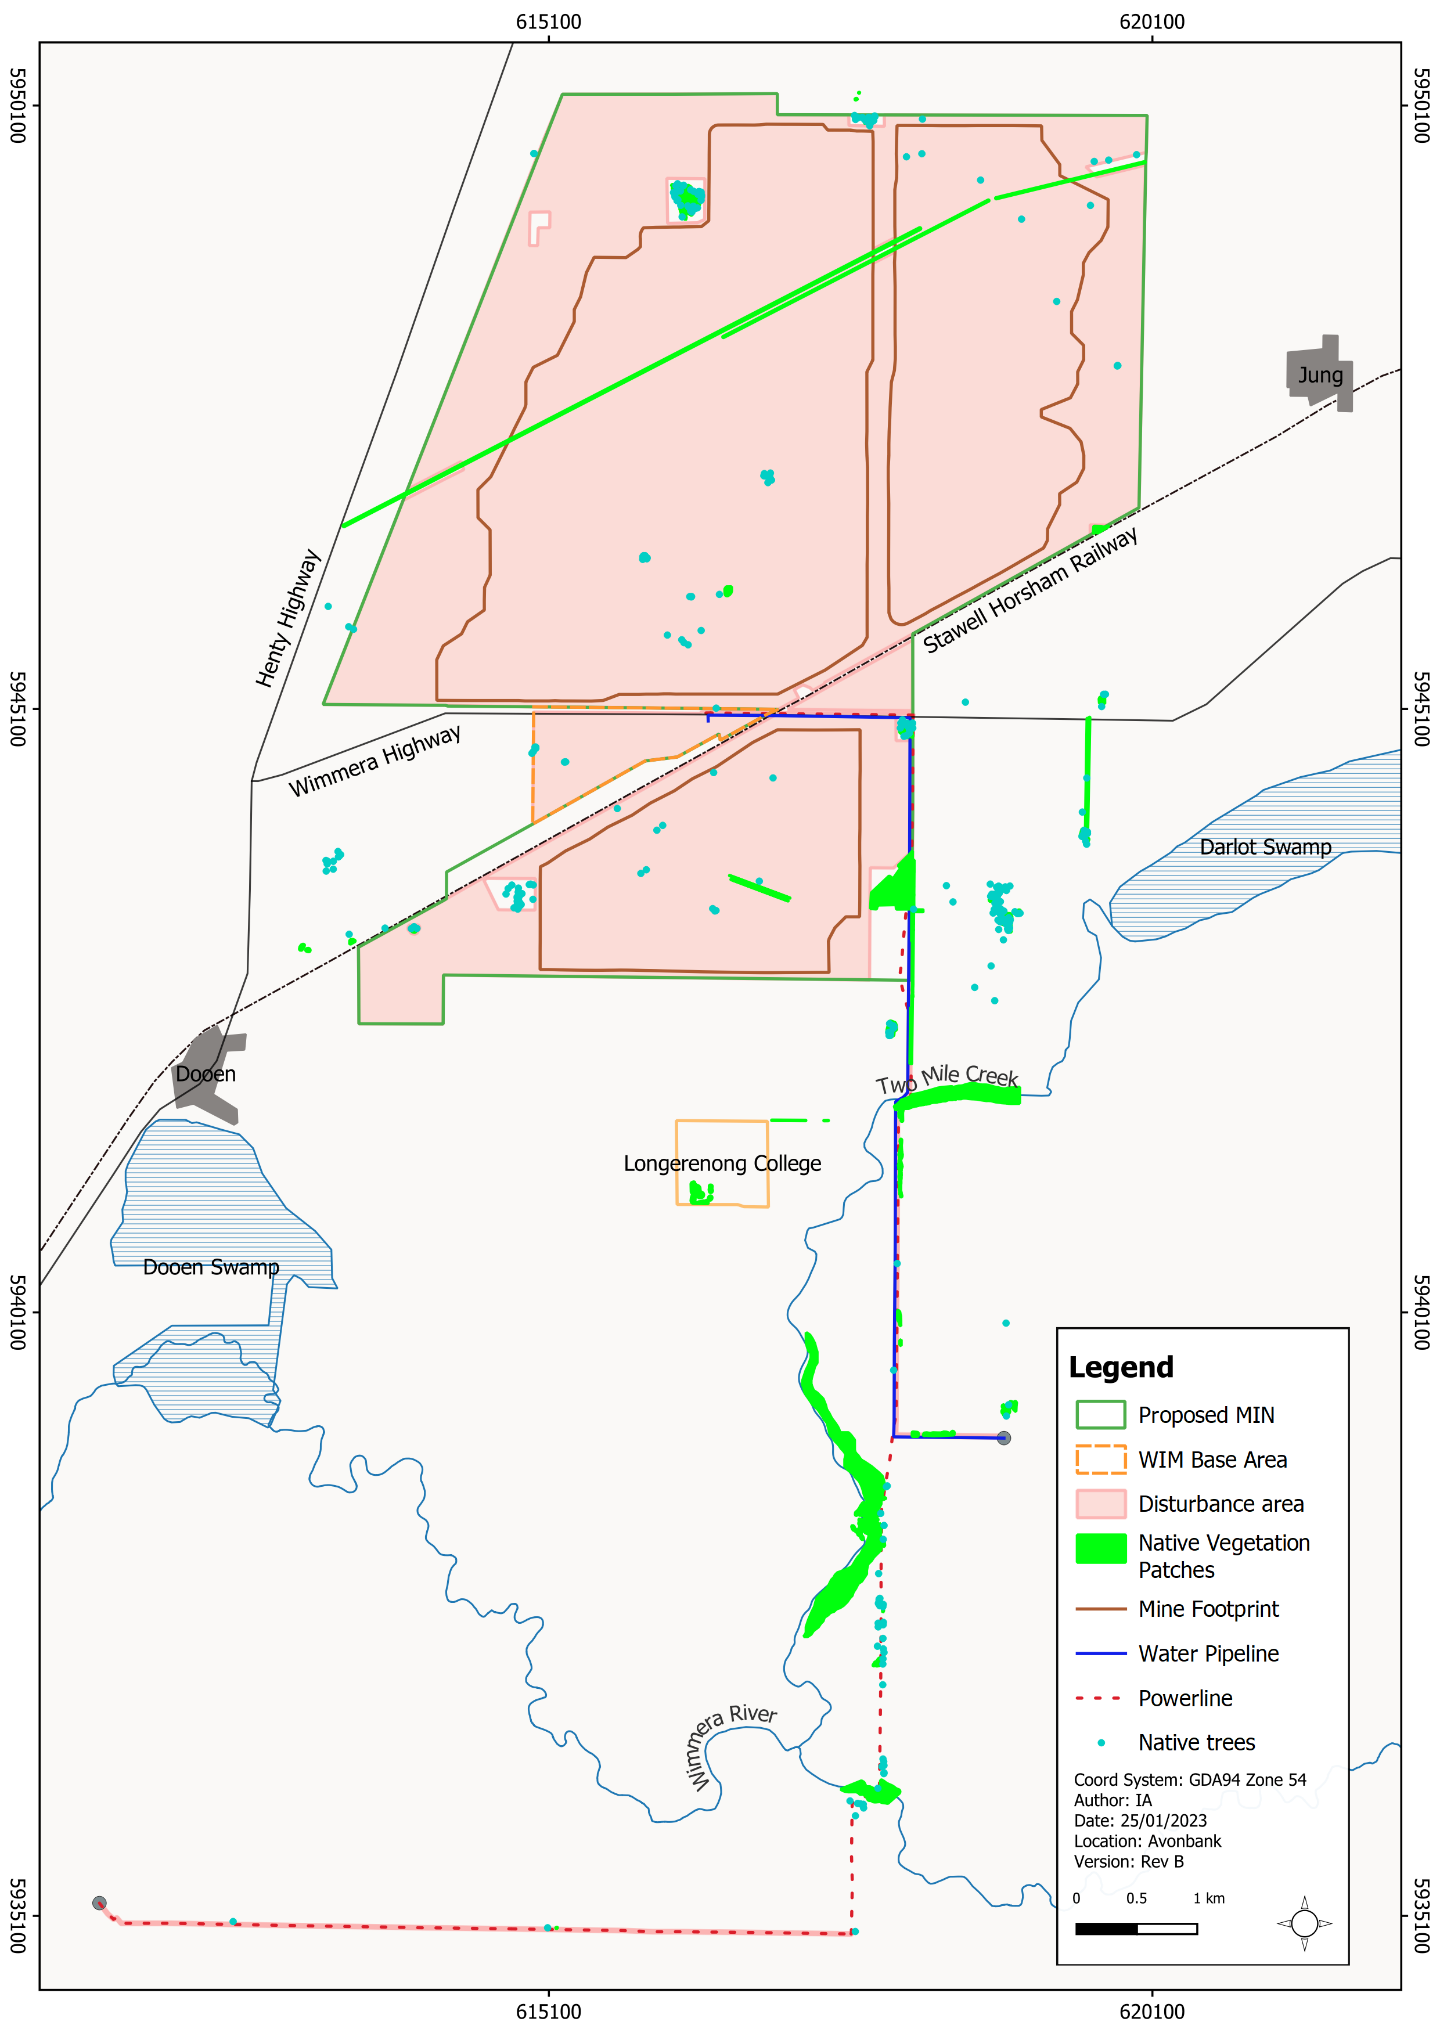 615100
620100
5950100
5950100
Jung
Henty Highway
Stawell Horsham Railway
5945100
5945100
Wimmera Highway
Darlot Swamp
Dooen
Two Mile Creek
Longerenong College
Dooen Swamp
5940100
5940100
Wimmera River
Legend
Proposed MIN
WIM Base Area
Disturbance area
Native Vegetation
Patches
Mine Footprint
Water Pipeline
Powerline
Native trees
Coord System: GDA94 Zone 54
Author: IA
Date: 25/01/2023
Location: Avonbank
Version: Rev B
0 0.5 1 km
5935100
5935100
615100
620100